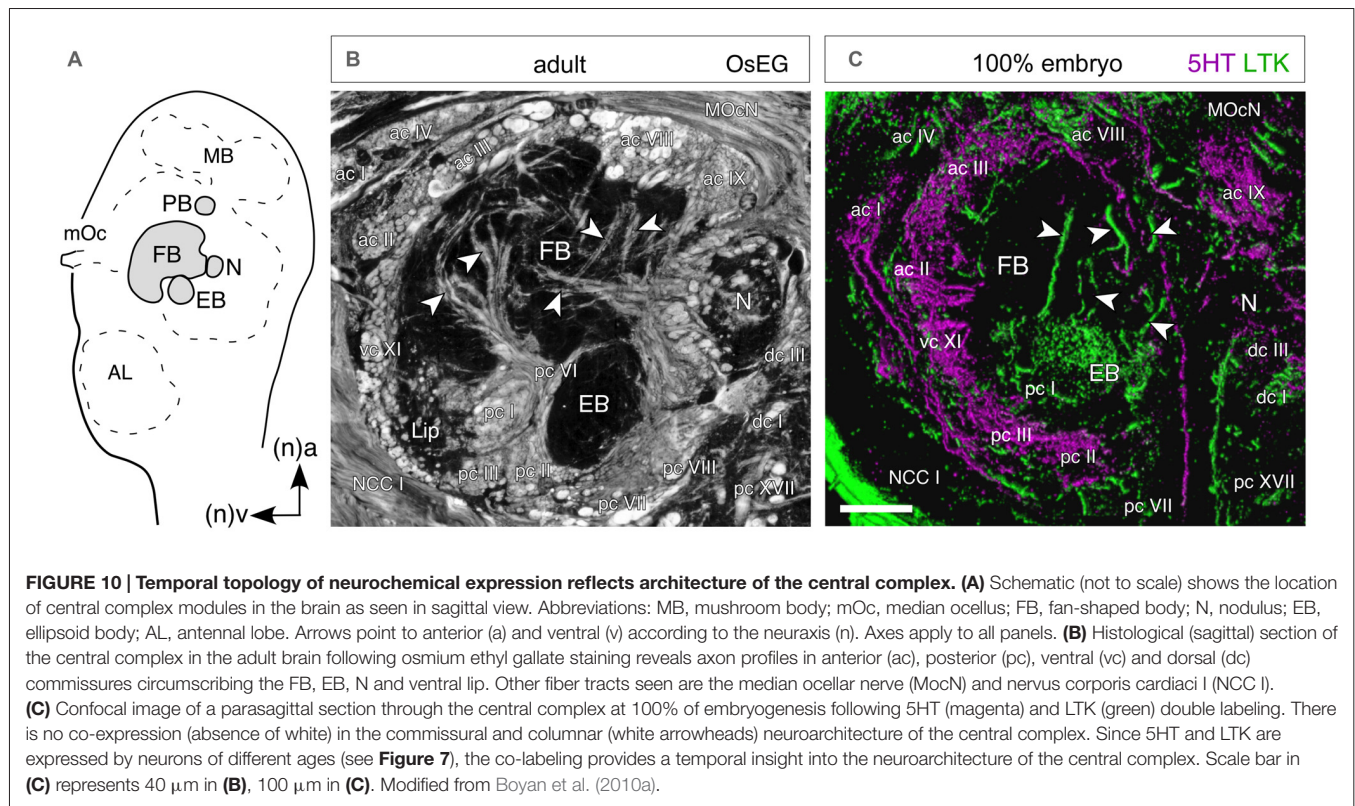 A
MB
PB
mOc
FB
N
EB
AL
(n)a
(n)v
B
adult
OsEG
MOcN
ac IV
ac VIII
ac III
ac I
ac IX
ac II
FB
N
vc XI
dc III
pc VI
pc I
EB
Lip
dc I
pc III
pc II
pc VIII
NCC I
pc VII
pc XVII
C
100% embryo
5HT LTK
MOcN
ac IV
ac VIII
ac III
ac IX
ac I
ac II
FB
N
vc XI
dc III
EB
pc I
dc I
pc III
pc II
NCC I
pc XVII
pc VII
FIGURE 10 | Temporal topology of neurochemical expression reflects architecture of the central complex. (A) Schematic (not to scale) shows the location
of central complex modules in the brain as seen in sagittal view. Abbreviations: MB, mushroom body; mOc, median ocellus; FB, fan-shaped body; N, nodulus; EB,
ellipsoid body; AL, antennal lobe. Arrows point to anterior (a) and ventral (v) according to the neuraxis (n). Axes apply to all panels. (B) Histological (sagittal) section of
the central complex in the adult brain following osmium ethyl gallate staining reveals axon profiles in anterior (ac), posterior (pc), ventral (vc) and dorsal (dc)
commissures circumscribing the FB, EB, N and ventral lip. Other fiber tracts seen are the median ocellar nerve (MocN) and nervus corporis cardiaci I (NCC I).
(C) Confocal image of a parasagittal section through the central complex at 100% of embryogenesis following 5HT (magenta) and LTK (green) double labeling. There
is no co-expression (absence of white) in the commissural and columnar (white arrowheads) neuroarchitecture of the central complex. Since 5HT and LTK are
expressed by neurons of different ages (see Figure 7), the co-labeling provides a temporal insight into the neuroarchitecture of the central complex. Scale bar in
(C) represents 40 μm in (B), 100 μm in (C). Modified from Boyan et al. (2010a).